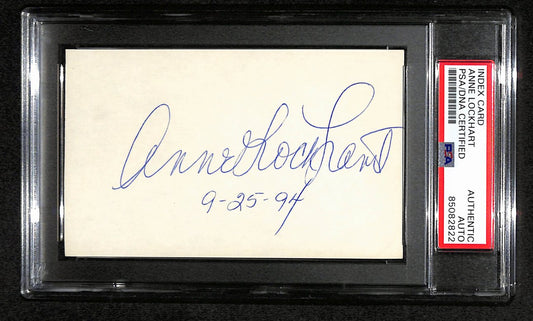 Anne Lockhart
9-25-94
INDEX CARD
ANNE LOCKHART
PSA/DNA CERTIFIED
PSA
AUTHENTIC
AUTO
85082822